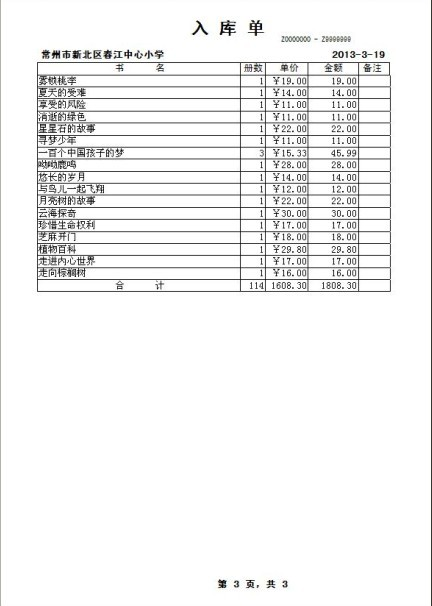 入 库 单
Z0000000 - Z9999999
常州市新北区春江中心小学 2013-3-19
书 名 册数 单价 金额 备注
雾锁桃李 1 ￥19.00 19.00
夏天的受难 1 ￥14.00 14.00
享受的风险 1 ￥11.00 11.00
消逝的绿色 1 ￥11.00 11.00
星星石的故事 1 ￥22.00 22.00
寻梦少年 1 ￥11.00 11.00
一百个中国孩子的梦 3 ￥15.33 45.99
呦呦鹿鸣 1 ￥28.00 28.00
悠长的岁月 1 ￥14.00 14.00
与鸟儿一起飞翔 1 ￥12.00 12.00
月亮树的故事 1 ￥22.00 22.00
云海探奇 1 ￥30.00 30.00
珍惜生命权利 1 ￥17.00 17.00
芝麻开门 1 ￥18.00 18.00
植物百科 1 ￥29.80 29.80
走进内心世界 1 ￥17.00 17.00
走向棕榈树 1 ￥16.00 16.00
合 计 114 1608.30 1808.30
第 3 页，共 3